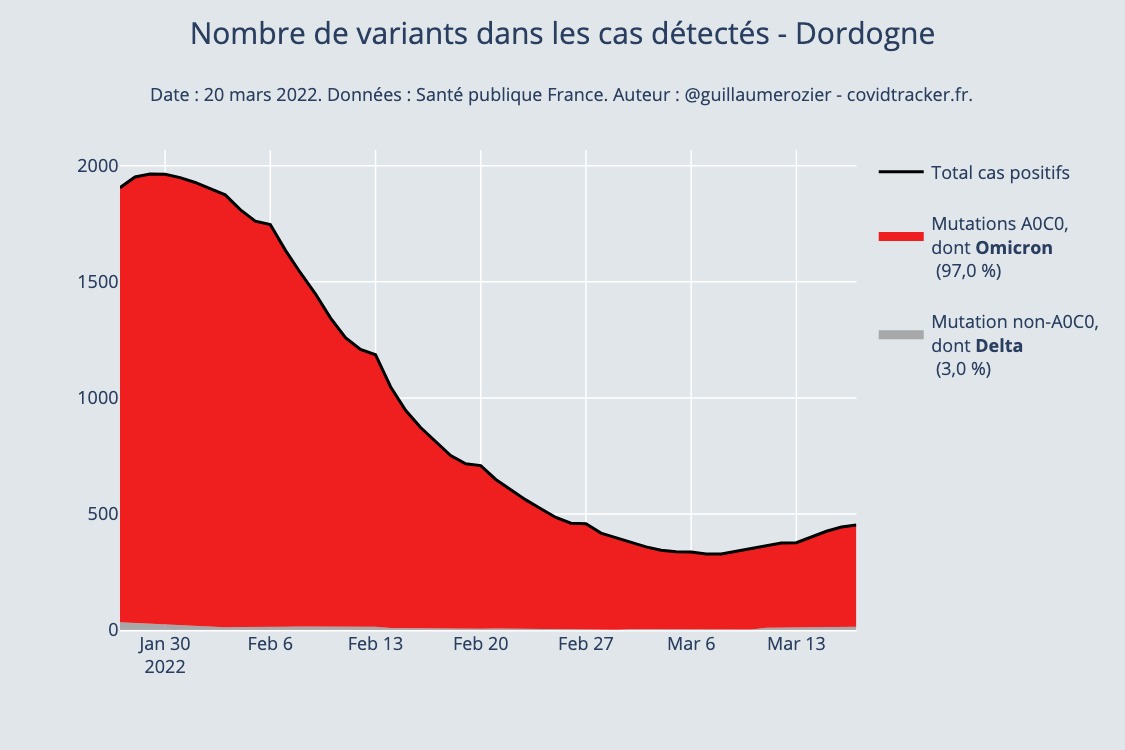 Nombre de variants dans les cas détectés - Dordogne
Date : 20 mars 2022. Données : Santé publique France. Auteur : @guillaumerozier - covidtracker.fr.
2000
1500
1000
500
0
Jan 30
2022
Feb 6
Feb 13
Feb 20
Feb 27
Mar 6
Mar 13
Total cas positifs
Mutations A0C0,
dont Omicron
(97,0 %)
Mutation non-A0C0,
dont Delta
(3,0 %)